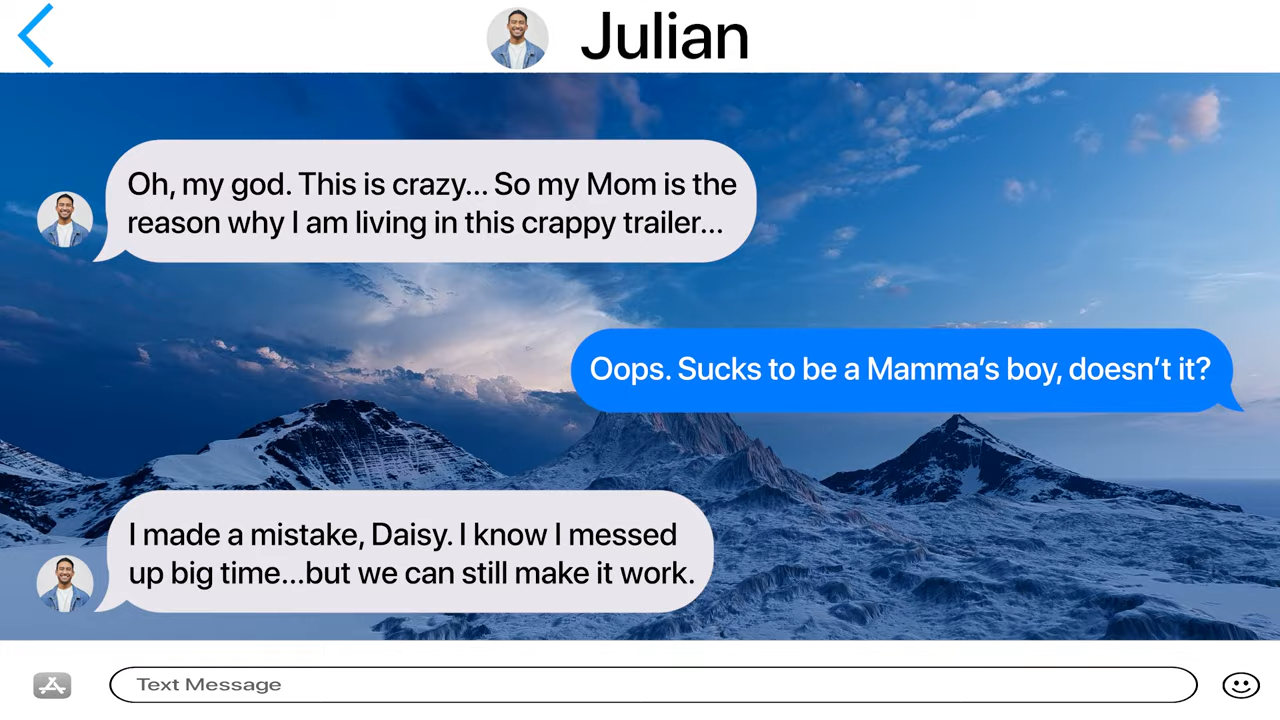 Julian
Oh, my god. This is crazy... So my Mom is the
reason why I am living in this crappy trailer...
Oops. Sucks to be a Mamma's boy, doesn't it?
I made a mistake, Daisy. I know I messed
up big time...but we can still make it work.
Text Message